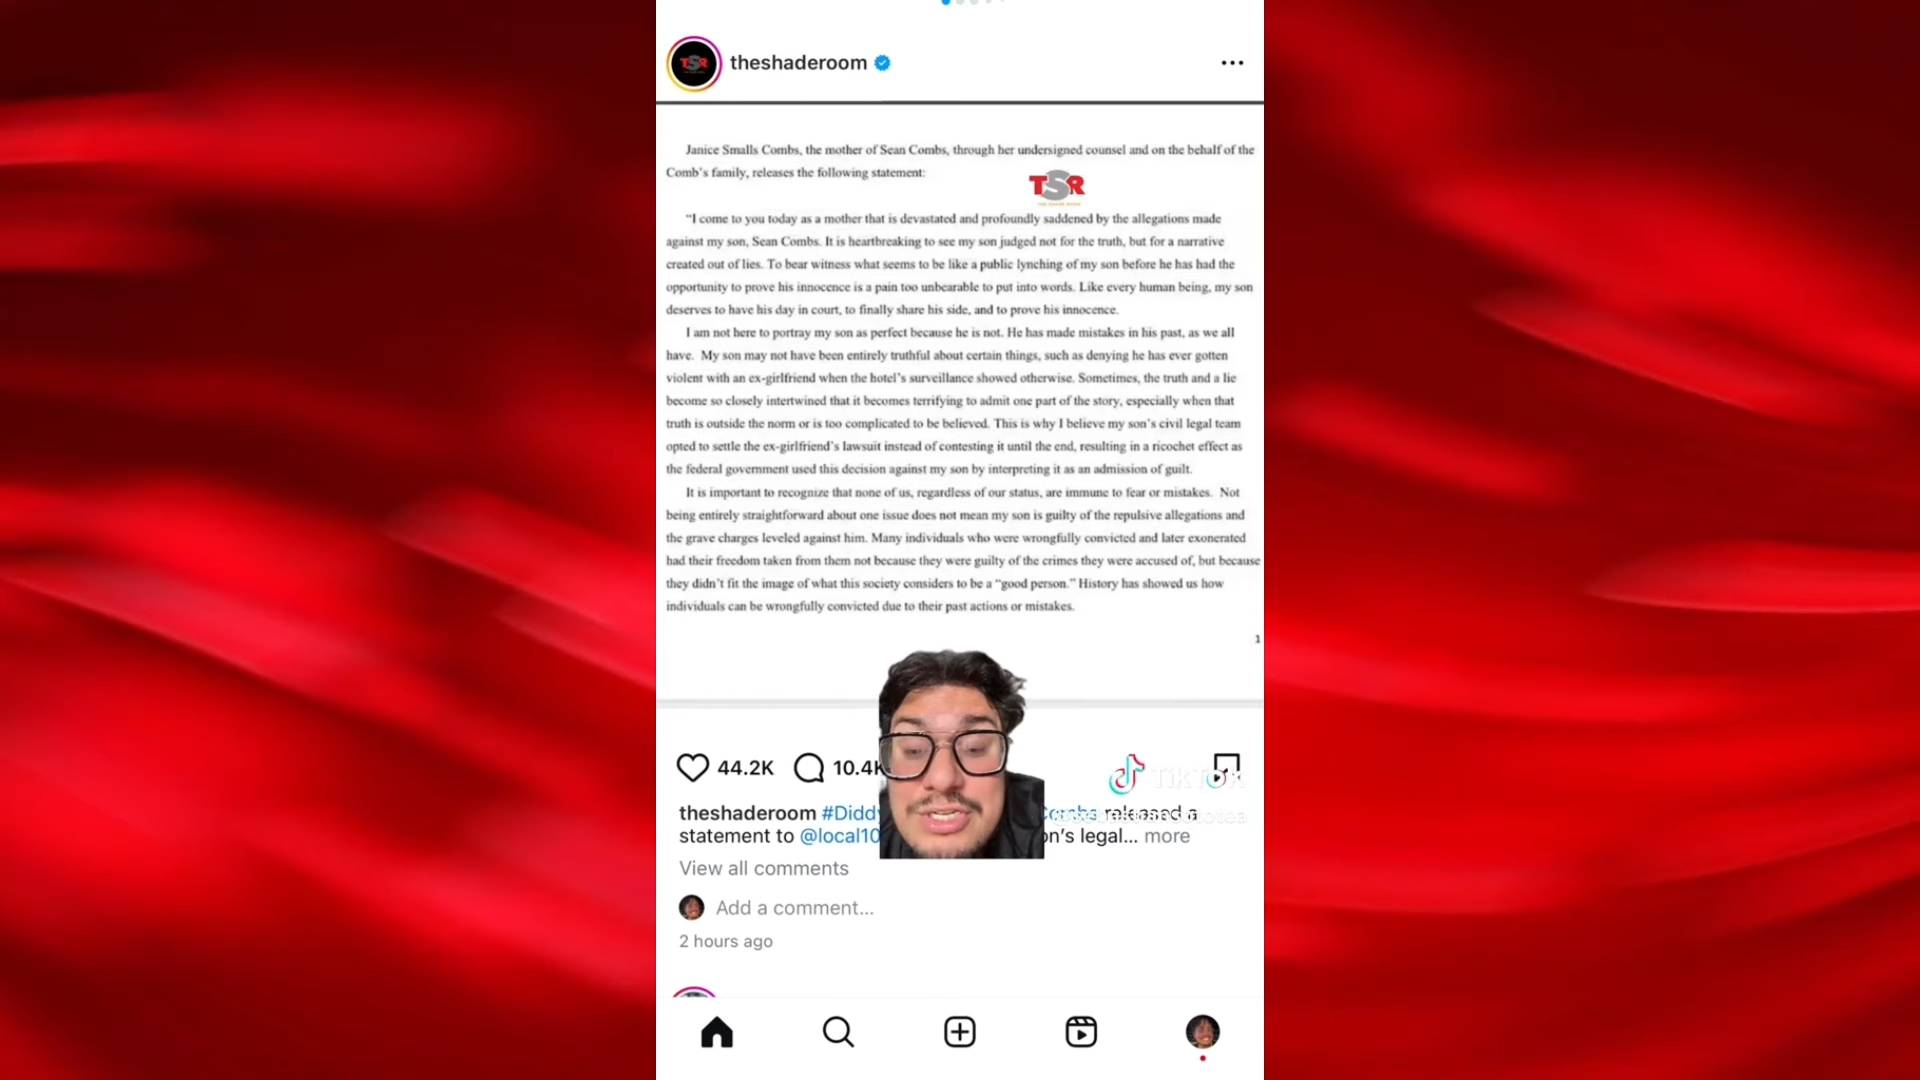 theshaderoom
TSR
Janice Smalls Combs, the mother of Sean Combs, through her undersigned counsel and on the behalf of the
Comb's family, releases the following statement:
TSR
"I come to you today as a mother that is devastated and profoundly saddened by the allegations made
against my son, Sean Combs. It is heartbreaking to see my son judged not for the truth, but for a narrative
created out of lies. To bear witness what seems to be like a public lynching of my son before he has had the
opportunity to prove his innocence is a pain too unbearable to put into words. Like every human being, my son
deserves to have his day in court, to finally share his side, and to prove his innocence.
I am not here to portray my son as perfect because he is not. He has made mistakes in his past, as we all
have. My son may not have been entirely truthful about certain things, such as denying he has ever gotten
violent with an ex-girlfriend when the hotel's surveillance showed otherwise. Sometimes, the truth and a lie
become so closely intertwined that it becomes terrifying to admit one part of the story, especially when that
truth is outside the norm or is too complicated to be believed. This is why I believe my son's civil legal team
opted to settle the ex-girlfriend's lawsuit instead of contesting it until the end, resulting in a ricochet effect as
the federal government used this decision against my son by interpreting it as an admission of guilt.
It is important to recognize that none of us, regardless of our status, are immune to fear or mistakes. Not
being entirely straightforward about one issue does not mean my son is guilty of the repulsive allegations and
the grave charges leveled against him. Many individuals who were wrongfully convicted and later exonerated
had their freedom taken from them not because they were guilty of the crimes they were accused of, but because
they didn't fit the image of what this society considers to be a "good person." History has showed us how
individuals can be wrongfully convicted due to their past actions or mistakes.
1
44.2K 10.4K
TikTok
theshaderoom #Diddy Combs released a
statement to @local10 on's legal... more
View all comments
Add a comment...
2 hours ago